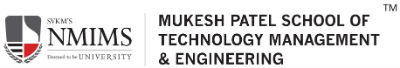 SVKM'S
NMIMS
Deemed to be UNIVERSITY
MUKESH PATEL SCHOOL OF
TECHNOLOGY MANAGEMENT
& ENGINEERING
TM